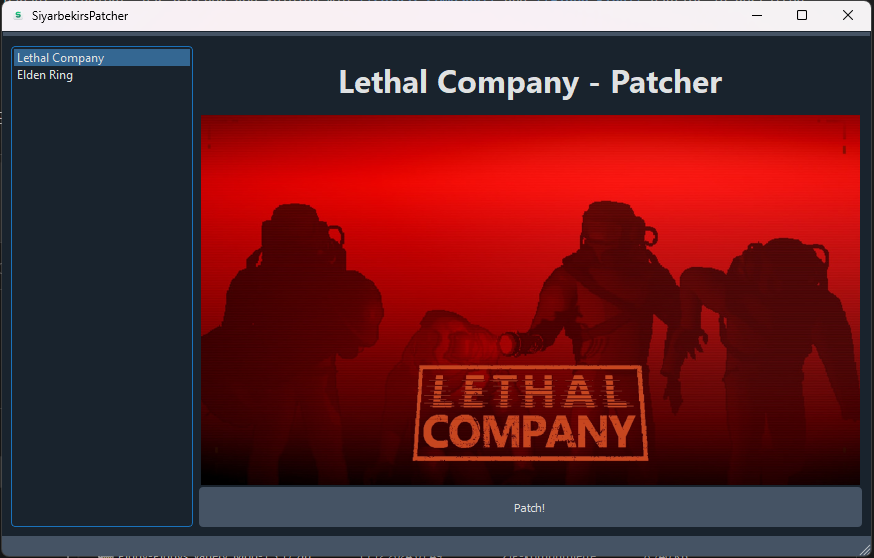 SiyarbekirsPatcher
Lethal Company
Elden Ring
Lethal Company - Patcher
LETHAL
COMPANY
Patch!